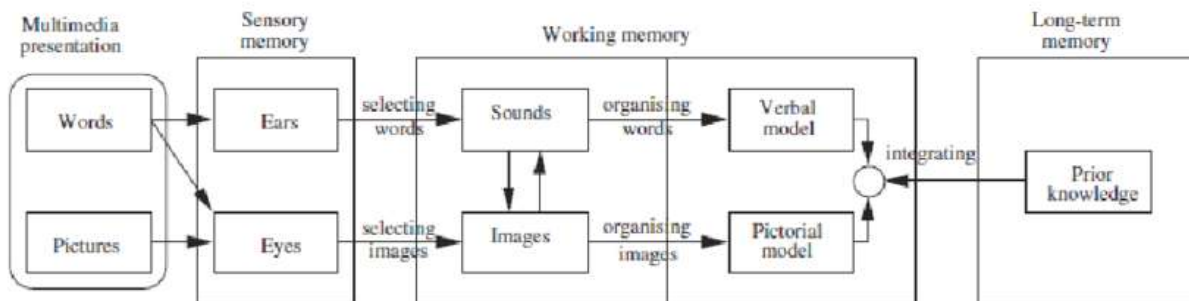 Multimedia
presentation
Sensory
memory
Working memory
Long-term
memory
Words
Ears
selecting
words
Sounds
organising
words
Verbal
model
integrating
Prior
knowledge
Pictures
Eyes
selecting
images
Images
organising
images
Pictorial
model